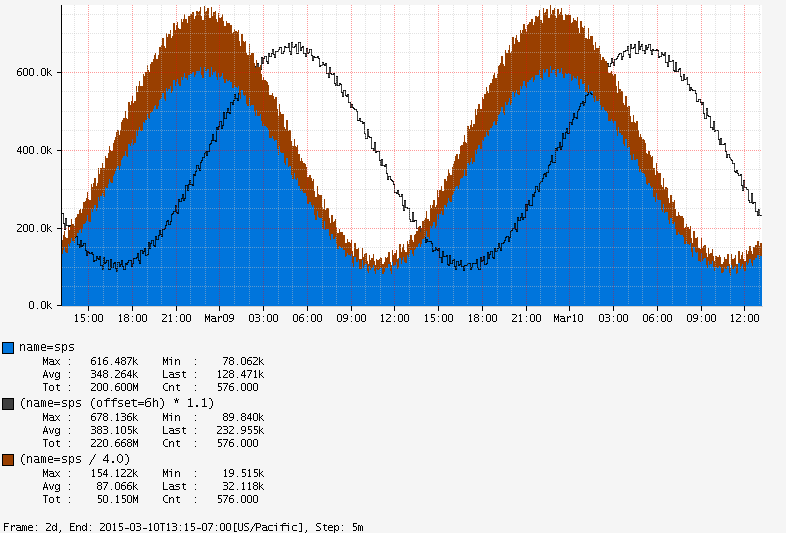 600.0k
400.0k
200.0k
0.0k
15:00 18:00 21:00 Mar09 03:00 06:00 09:00 12:00 15:00 18:00 21:00 Mar10 03:00 06:00 09:00 12:00
name=sps
Max : 616.487k Min : 78.062k
Avg : 348.264k Last : 128.471k
Tot : 200.600M Cnt : 576.000
(name=sps (offset=6h) * 1.1)
Max : 678.136k Min : 89.840k
Avg : 383.105k Last : 232.955k
Tot : 220.668M Cnt : 576.000
(name=sps / 4.0)
Max : 154.122k Min : 19.515k
Avg : 87.066k Last : 32.118k
Tot : 50.150M Cnt : 576.000
Frame: 2d, End: 2015-03-10T13:15-07:00[US/Pacific], Step: 5m